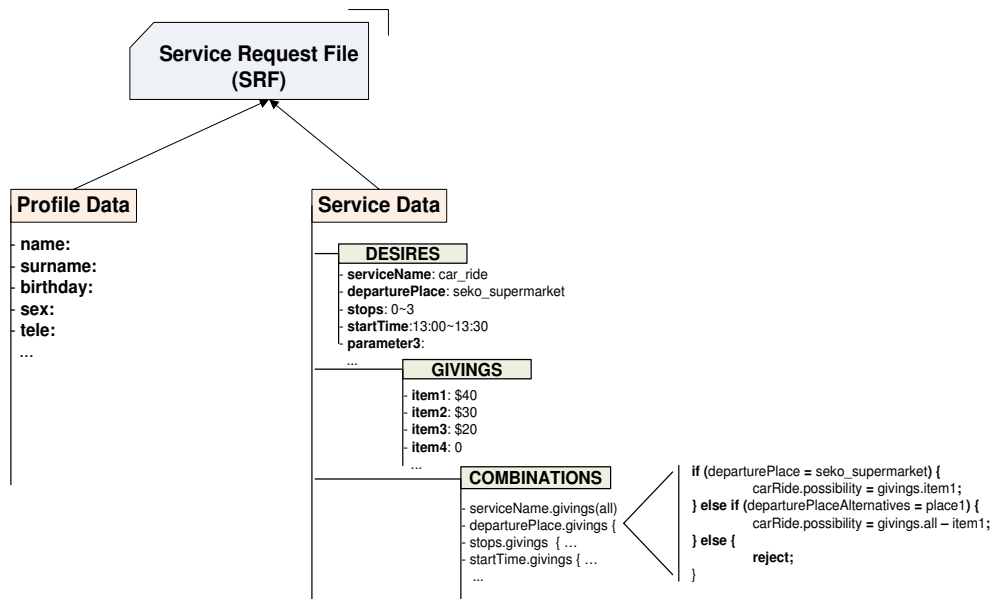 Service Request File
(SRF)
Profile Data
- name:
- surname:
- birthday:
- sex:
- tele:
...
Service Data
DESIRES
- serviceName: car_ride
- departurePlace: seko_supermarket
- stops: 0~3
- startTime:13:00~13:30
- parameter3:
...
GIVINGS
- item1: $40
- item2: $30
- item3: $20
- item4: 0
...
COMBINATIONS
- serviceName.givings(all)
- departurePlace.givings {
- stops.givings { ...
- startTime.givings { ...
...
if (departurePlace = seko_supermarket) {
carRide.possibility = givings.item1;
} else if (departurePlaceAlternatives = place1) {
carRide.possibility = givings.all – item1;
} else {
reject;
}